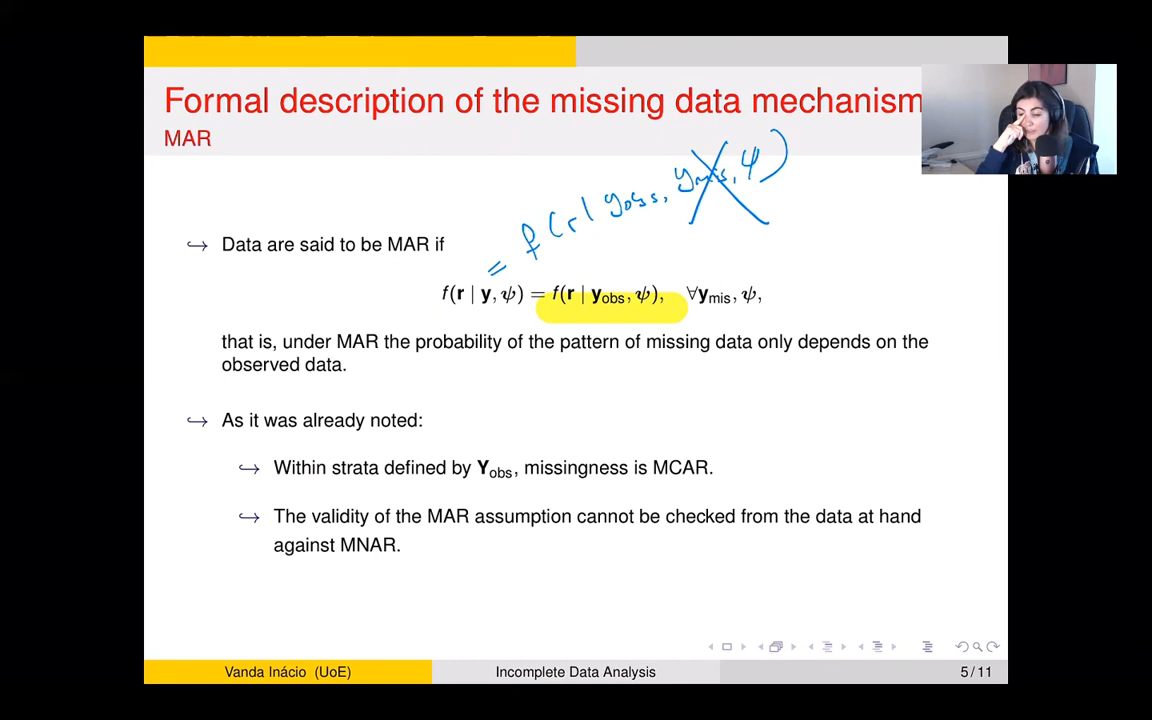 Formal description of the missing data mechanism
MAR
= f(r | yobs, ymis, ψ)
↪ Data are said to be MAR if
f(r | y, ψ) = f(r | yobs, ψ), ∀ymis, ψ,
that is, under MAR the probability of the pattern of missing data only depends on the
observed data.
↪ As it was already noted:
↪ Within strata defined by Yobs, missingness is MCAR.
↪ The validity of the MAR assumption cannot be checked from the data at hand
against MNAR.
Vanda Inácio (UoE) Incomplete Data Analysis 5 / 11